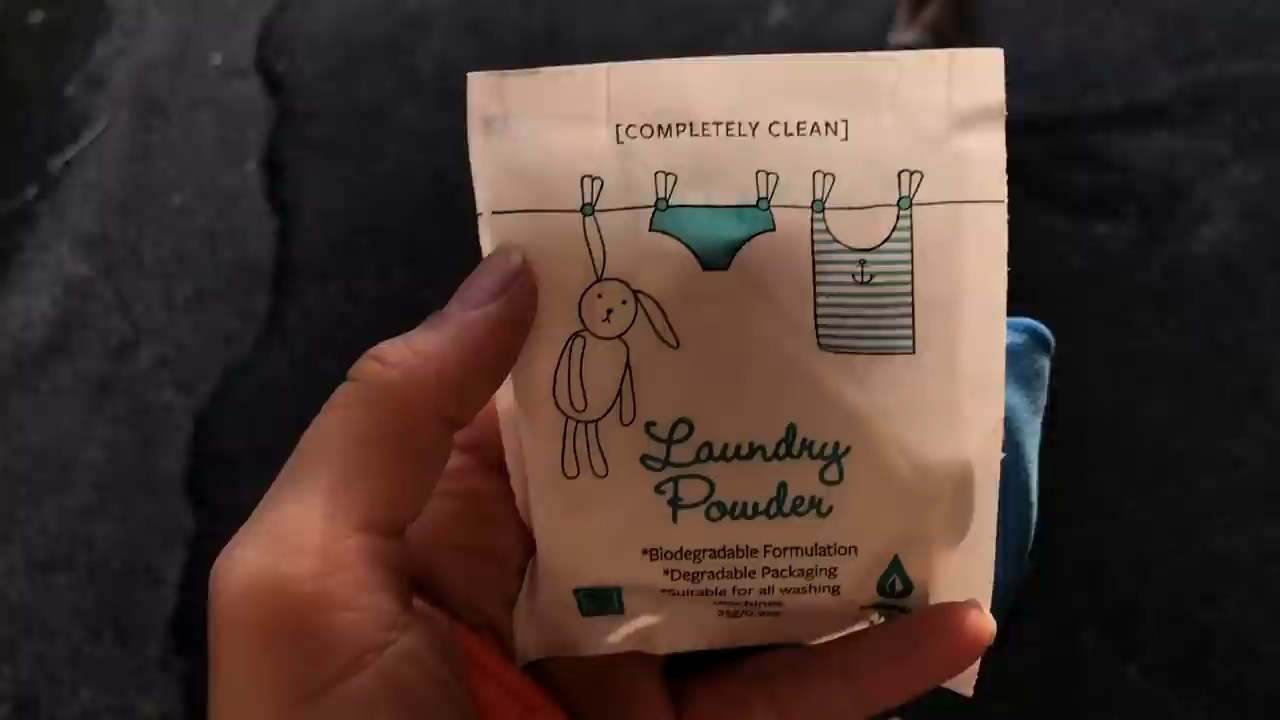 [COMPLETELY CLEAN]
Laundry
Powder
*Biodegradable Formulation
*Degradable Packaging
*Suitable for all washing